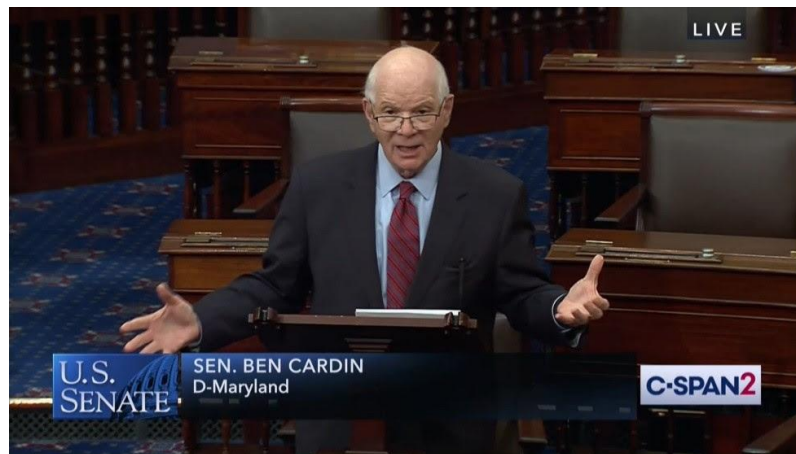 LIVE
U.S.
SENATE
SEN. BEN CARDIN
D-Maryland
C-SPAN2